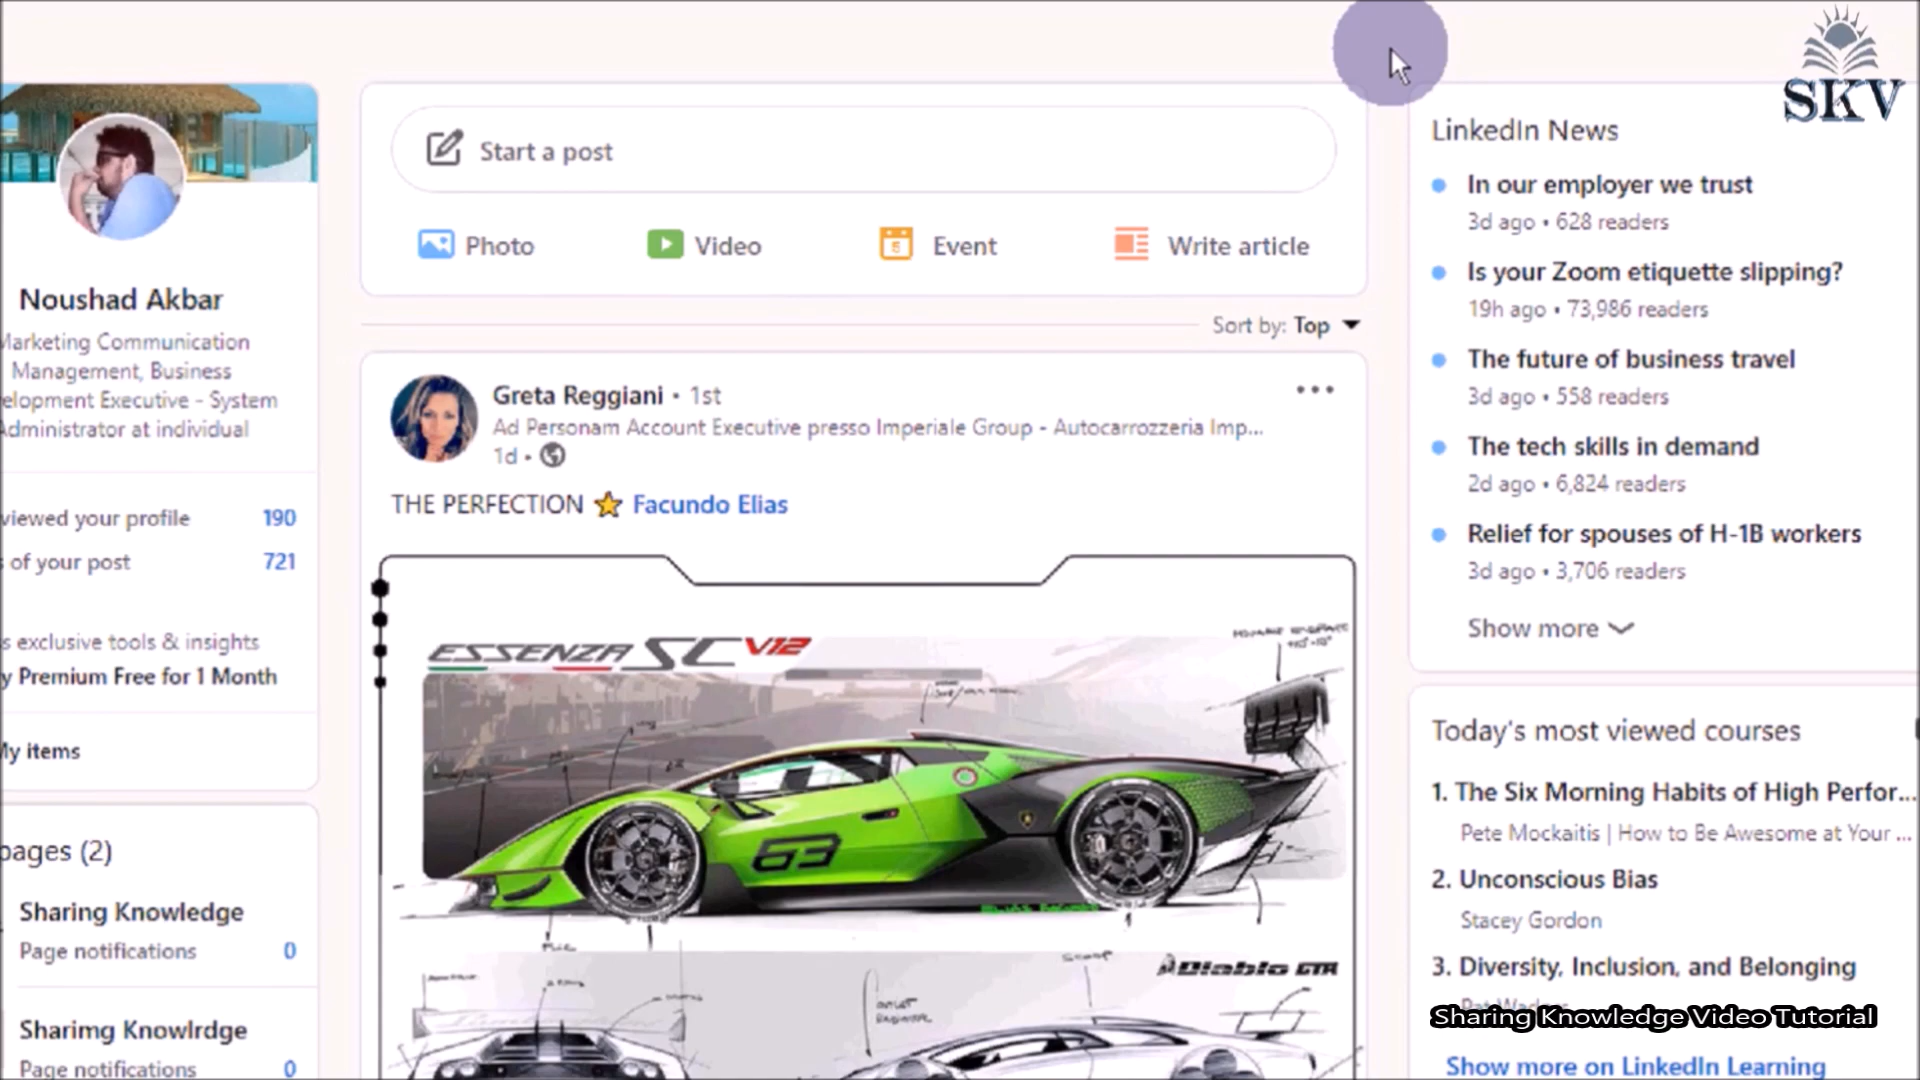 SKV
Noushad Akbar
Marketing Communication
Management, Business
elopment Executive - System
Administrator at individual
viewed your profile 190
of your post 721
s exclusive tools & insights
y Premium Free for 1 Month
My items
pages (2)
Sharing Knowledge
Page notifications 0
Sharimg Knowlrdge
Page notifications 0
Start a post
Photo Video Event Write article
Sort by: Top
Greta Reggiani • 1st
Ad Personam Account Executive presso Imperiale Group - Autocarrozzeria Imp...
1d •
THE PERFECTION ⭐ Facundo Elias
ESSENZA SC V12
63
Diablo GTR
LinkedIn News
In our employer we trust
3d ago • 628 readers
Is your Zoom etiquette slipping?
19h ago • 73,986 readers
The future of business travel
3d ago • 558 readers
The tech skills in demand
2d ago • 6,824 readers
Relief for spouses of H-1B workers
3d ago • 3,706 readers
Show more
Today's most viewed courses
1. The Six Morning Habits of High Perfor...
Pete Mockaitis | How to Be Awesome at Your ...
2. Unconscious Bias
Stacey Gordon
3. Diversity, Inclusion, and Belonging
Sharing Knowledge Video Tutorial
Show more on LinkedIn Learning